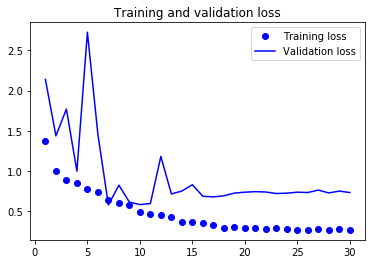 Training and validation loss
Training loss
Validation loss
2.5
2.0
1.5
1.0
0.5
0 5 10 15 20 25 30